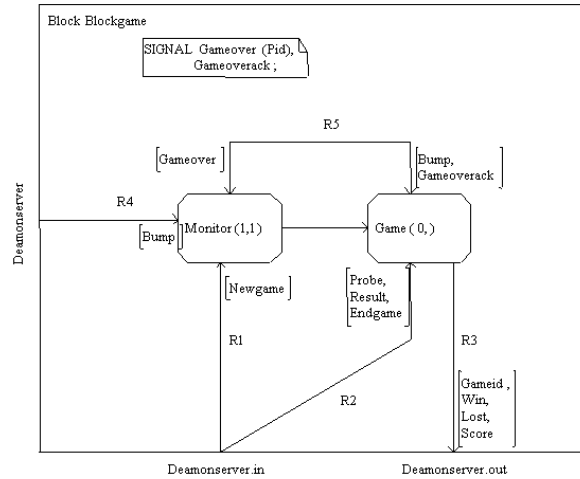 Block Blockgame
SIGNAL Gameover (Pid),
Gameoverack ;
R5
Gameover
Bump,
Gameoverack
R4
Bump
Monitor (1,1)
Game ( 0, )
Deamonserver
Newgame
Probe,
Result,
Endgame
R1
R3
R2
Gameid ,
Win,
Lost,
Score
Deamonserver.in
Deamonserver.out